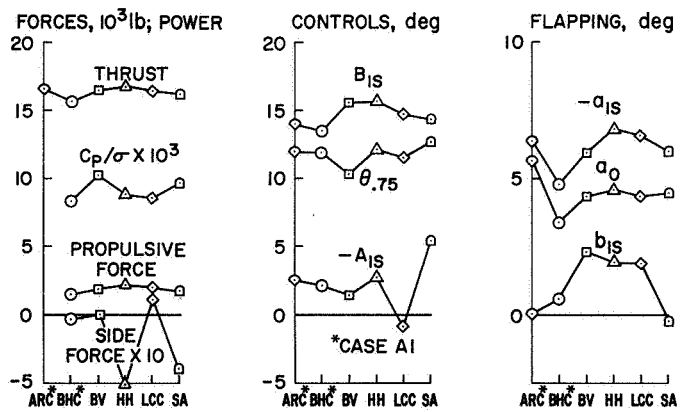 FORCES, 10³lb; POWER
20
15
10
5
0
-5
THRUST
Cₚ/σ X 10³
PROPULSIVE
FORCE
SIDE
FORCE X 10
ARC* BHC* BV HH LCC SA
CONTROLS, deg
20
15
10
5
0
-5
B₁S
θ.75
-A₁S
*CASE A1
ARC* BHC* BV HH LCC SA
FLAPPING, deg
10
5
0
-a₁S
a₀
b₁S
ARC* BHC* BV HH LCC SA